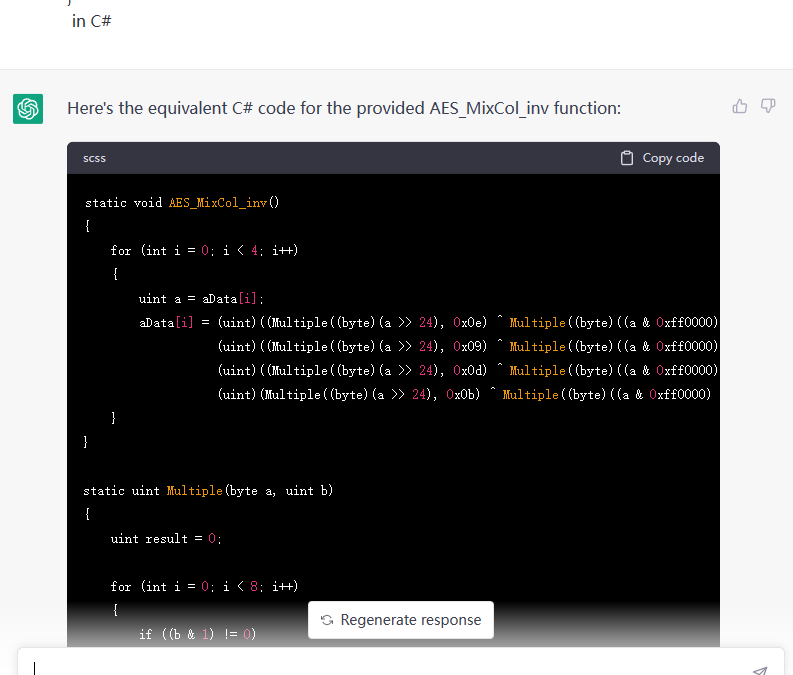 in C#
Here's the equivalent C# code for the provided AES_MixCol_inv function:
scss
Copy code
static void AES_MixCol_inv()
{
for (int i = 0; i < 4; i++)
{
uint a = aData[i];
aData[i] = (uint)((Multiple((byte)(a >> 24), 0x0e) ^ Multiple((byte)((a & 0xff0000)
(uint)((Multiple((byte)(a >> 24), 0x09) ^ Multiple((byte)((a & 0xff0000)
(uint)((Multiple((byte)(a >> 24), 0x0d) ^ Multiple((byte)((a & 0xff0000)
(uint)(Multiple((byte)(a >> 24), 0x0b) ^ Multiple((byte)((a & 0xff0000)
}
}
static uint Multiple(byte a, uint b)
{
uint result = 0;
for (int i = 0; i < 8; i++)
{
if ((b & 1) != 0)
Regenerate response